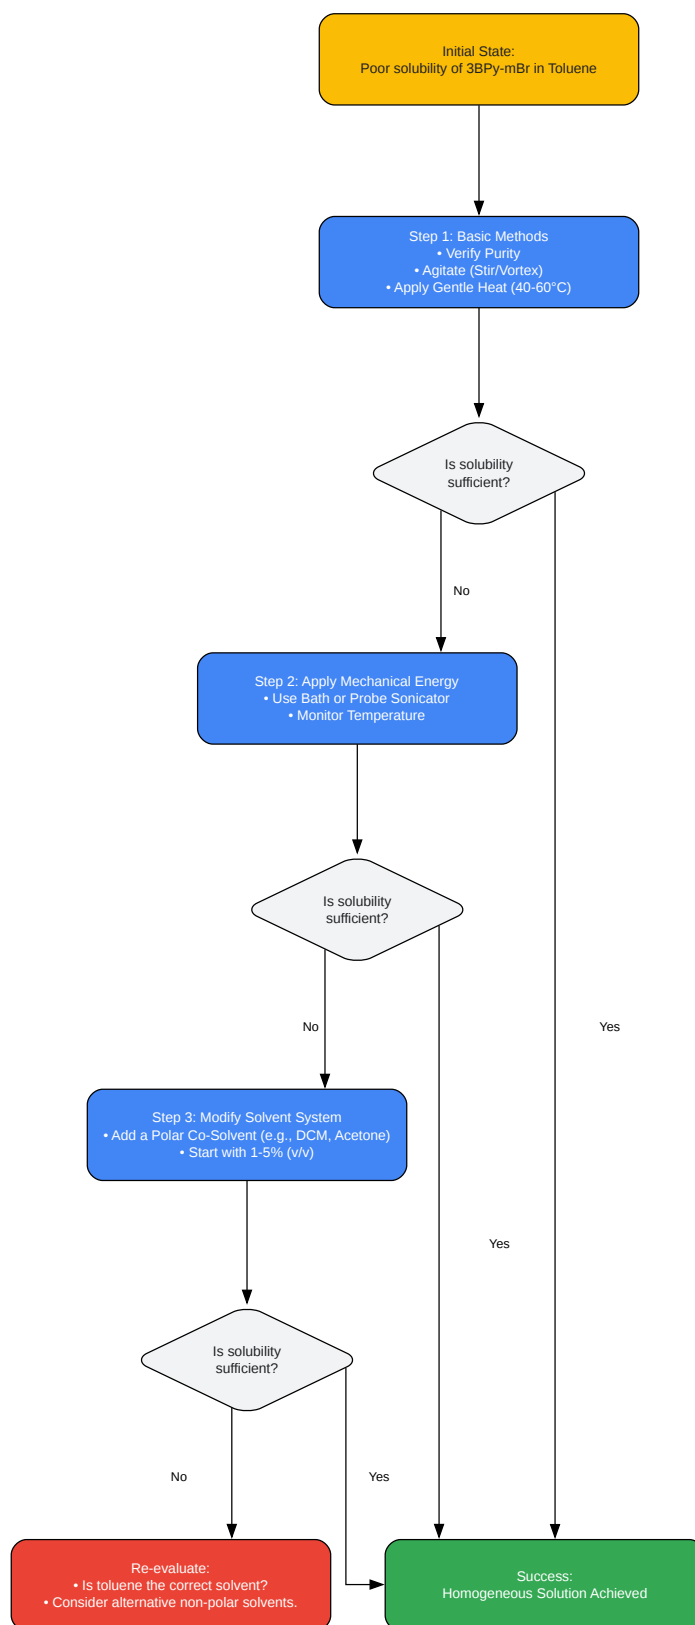 Initial State:
Poor solubility of 3BPy-mBr in Toluene
Step 1: Basic Methods
• Verify Purity
• Agitate (Stir/Vortex)
• Apply Gentle Heat (40-60°C)
Is solubility
sufficient?
No
Step 2: Apply Mechanical Energy
• Use Bath or Probe Sonicator
• Monitor Temperature
Is solubility
sufficient?
No
Yes
Step 3: Modify Solvent System
• Add a Polar Co-Solvent (e.g., DCM, Acetone)
• Start with 1-5% (v/v)
Yes
Is solubility
sufficient?
No
Yes
Re-evaluate:
• Is toluene the correct solvent?
• Consider alternative non-polar solvents.
Success:
Homogeneous Solution Achieved